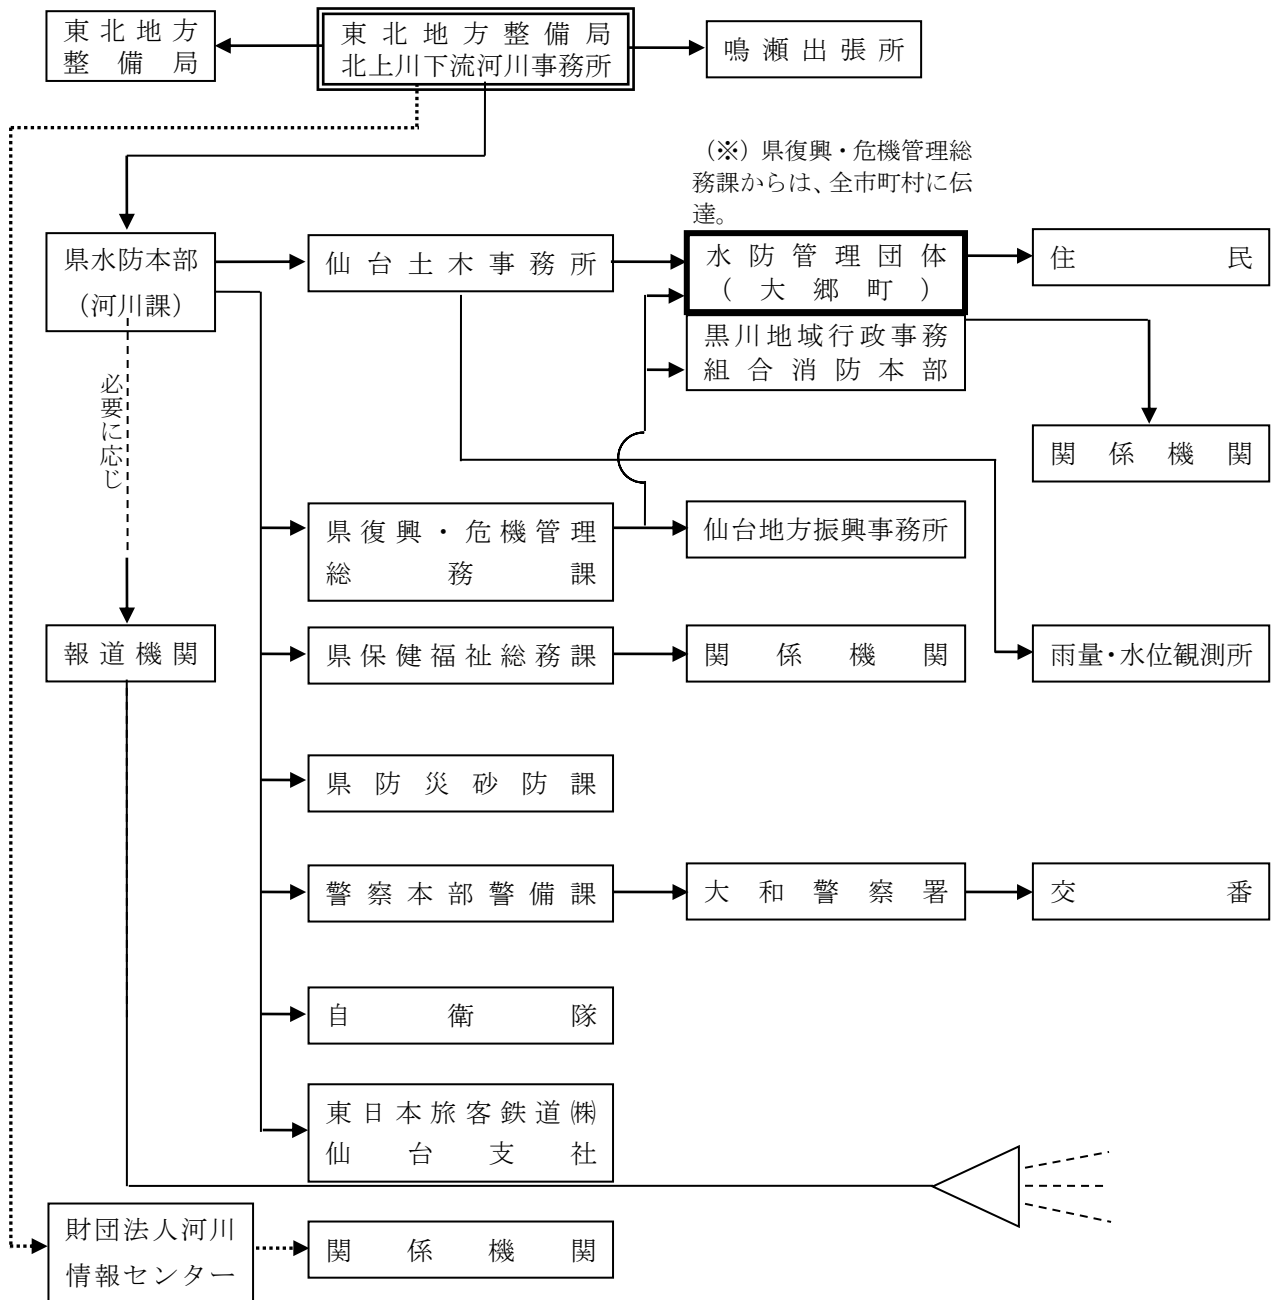 東北地方
整備局
東北地方整備局
北上川下流河川事務所
鳴瀬出張所
（※）県復興・危機管理総
務課からは、全市町村に伝
達。
県水防本部
（河川課）
仙台土木事務所
水防管理団体
（大郷町）
住民
黒川地域行政事務
組合消防本部
必要に応じ
関係機関
県復興・危機管理
総務課
仙台地方振興事務所
報道機関
県保健福祉総務課
関係機関
雨量・水位観測所
県防災砂防課
警察本部警備課
大和警察署
交番
自衛隊
東日本旅客鉄道㈱
仙台支社
財団法人河川
情報センター
関係機関